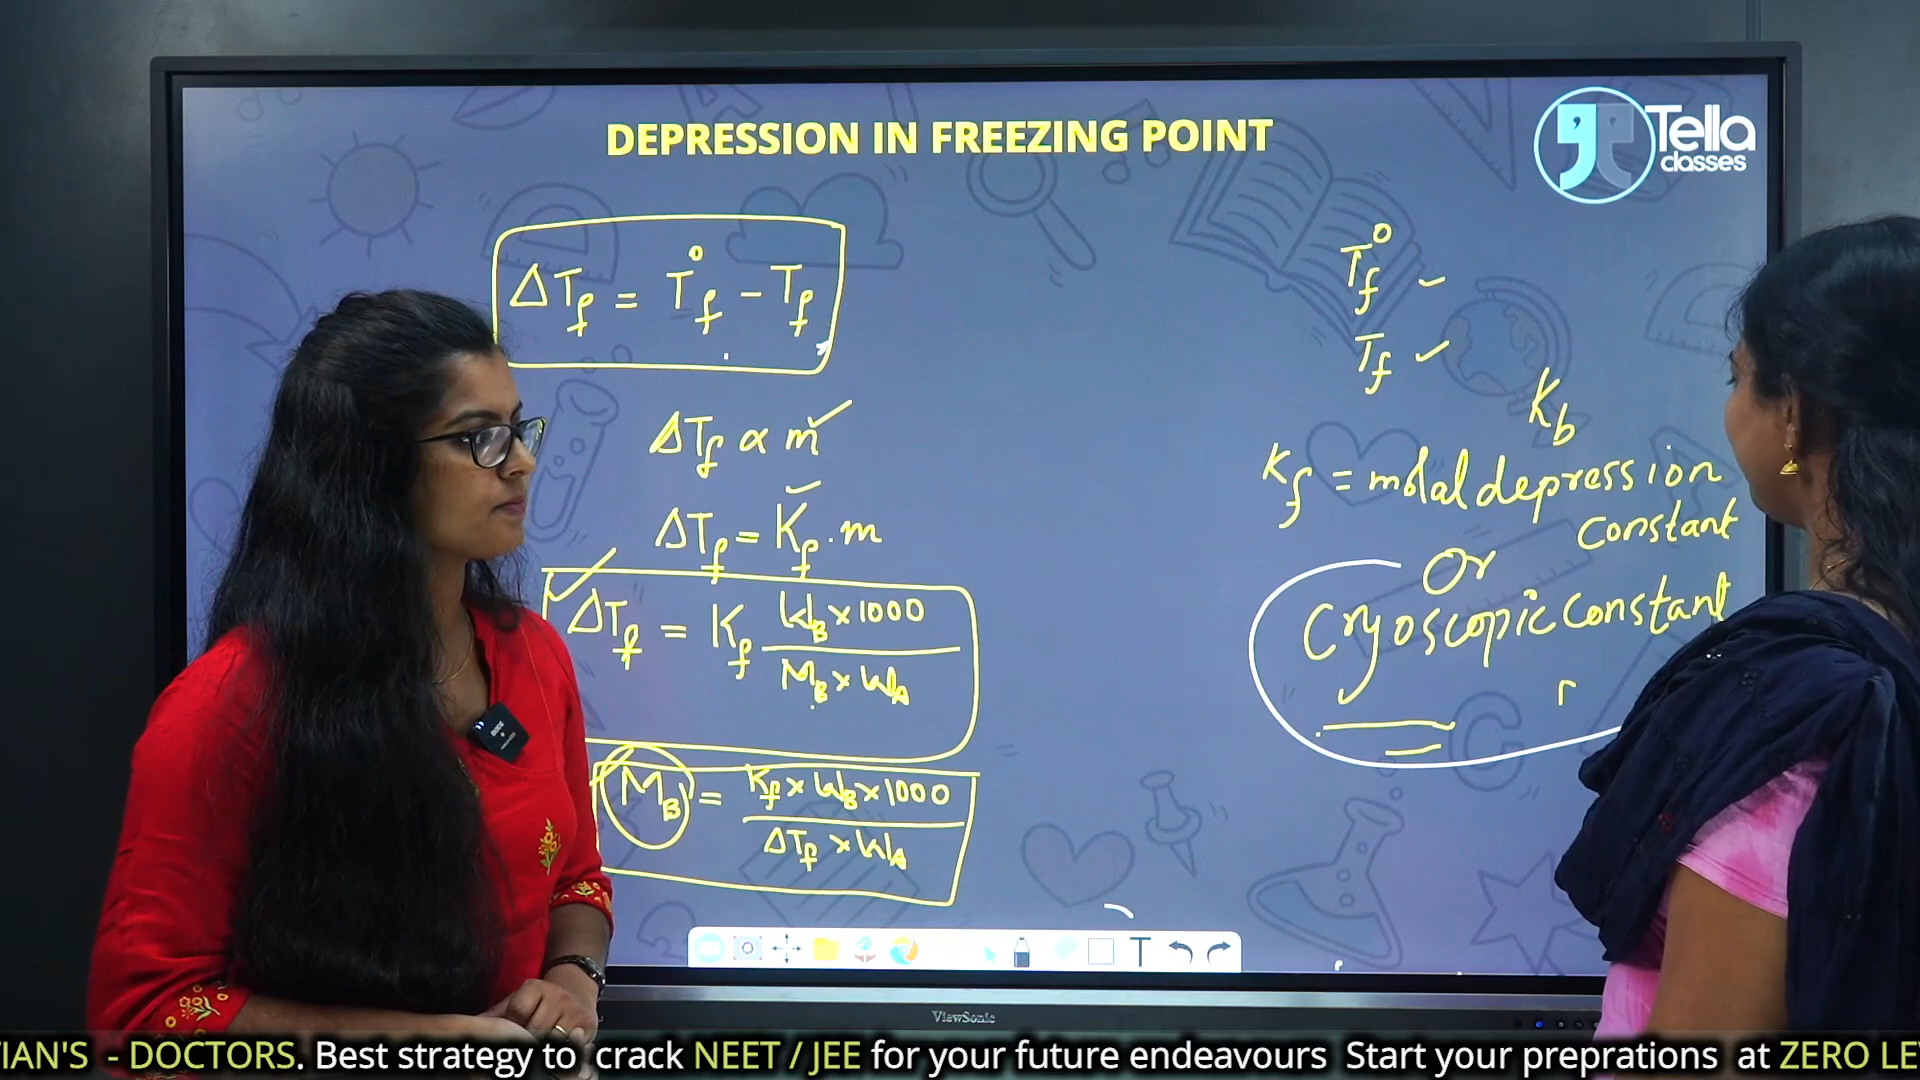 DEPRESSION IN FREEZING POINT
Tella
classes
ΔTf = T°f - Tf
ΔTf ∝ m
ΔTf = Kf . m
ΔTf = Kf WB × 1000 / MB × WA
MB = Kf × WB × 1000 / ΔTf × WA
T°f -
Tf
Kb
Kf = molal depression
constant
Or
Cryoscopic constant
ViewSonic
TIAN'S - DOCTORS. Best strategy to crack NEET / JEE for your future endeavours Start your preprations at ZERO LE